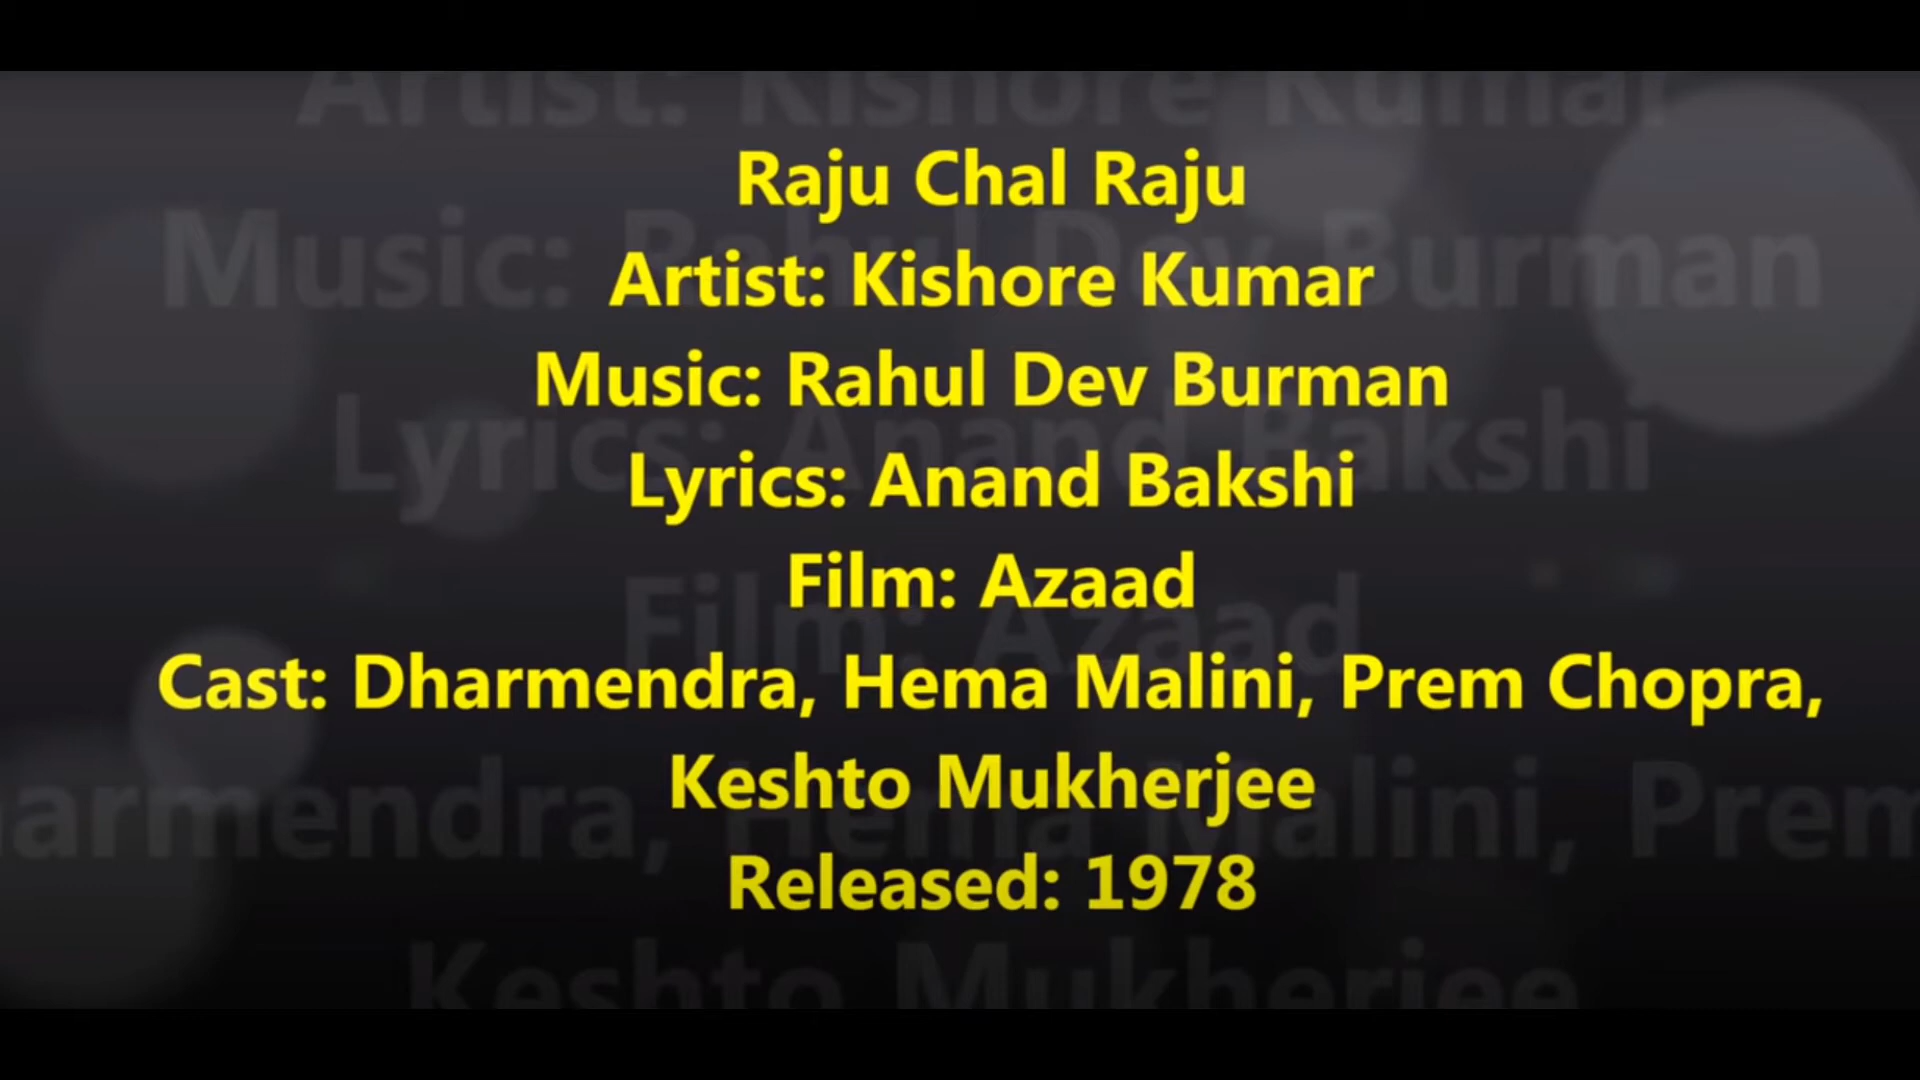 Raju Chal Raju
Artist: Kishore Kumar
Music: Rahul Dev Burman
Lyrics: Anand Bakshi
Film: Azaad
Cast: Dharmendra, Hema Malini, Prem Chopra,
Keshto Mukherjee
Released: 1978